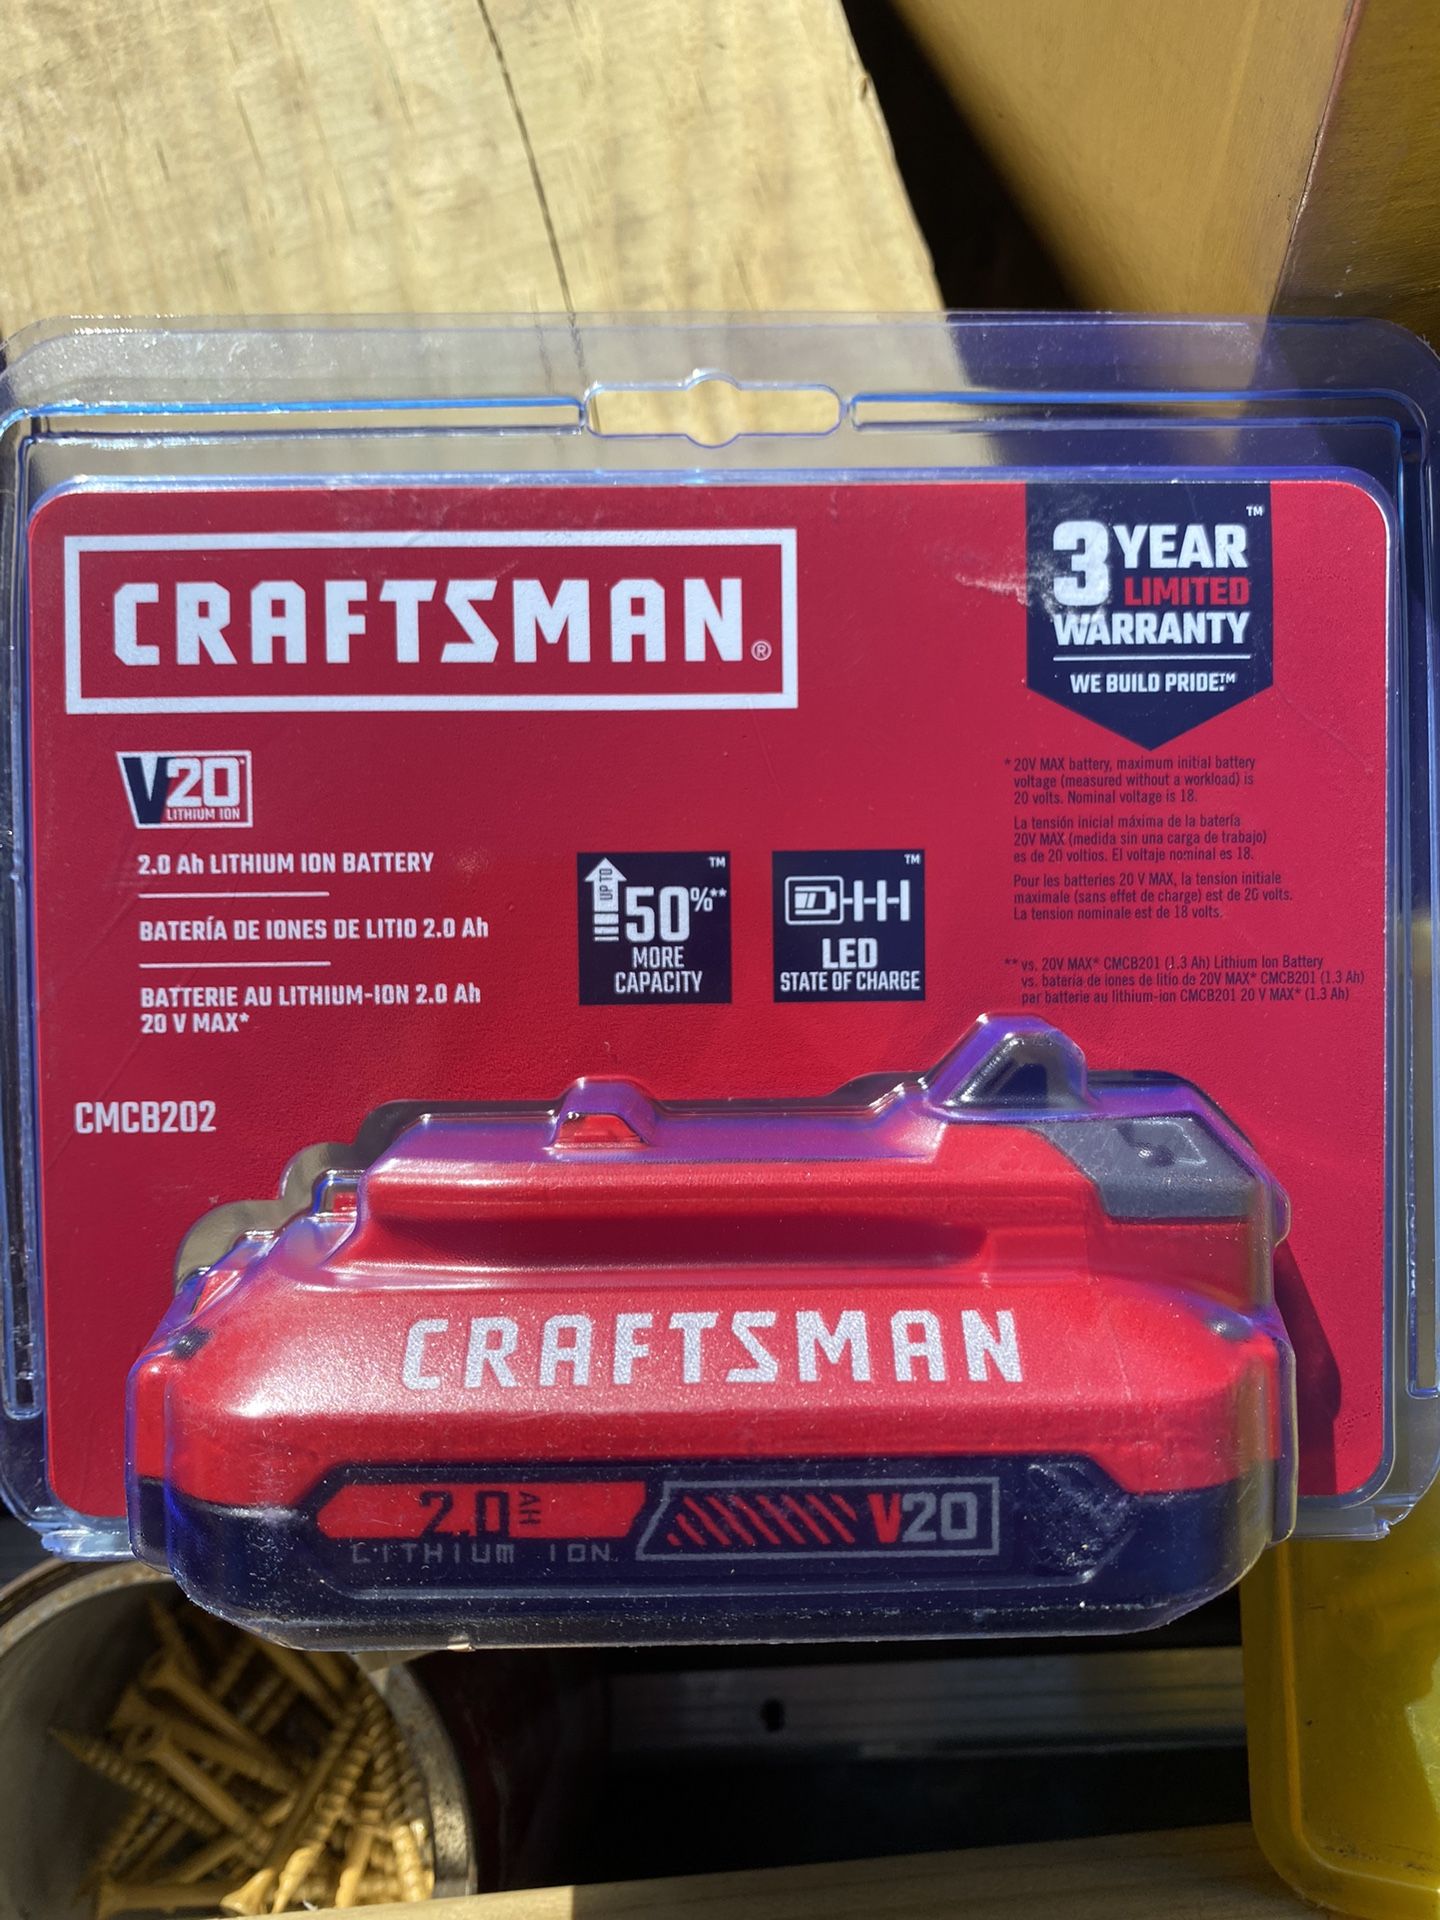 CRAFTSMAN®
3 YEAR ™
LIMITED
WARRANTY
WE BUILD PRIDE.™
V20*
LITHIUM ION
2.0 Ah LITHIUM ION BATTERY
BATERÍA DE IONES DE LITIO 2.0 Ah
BATTERIE AU LITHIUM-ION 2.0 Ah
20 V MAX*
CMCB202
UP TO
50%** ™
MORE
CAPACITY
™
LED
STATE OF CHARGE
* 20V MAX battery, maximum initial battery
voltage (measured without a workload) is
20 volts. Nominal voltage is 18.
La tensión inicial máxima de la batería
20V MAX (medida sin una carga de trabajo)
es de 20 voltios. El voltaje nominal es 18.
Pour les batteries 20 V MAX, la tension initiale
maximale (sans effet de charge) est de 20 volts.
La tension nominale est de 18 volts.
** vs. 20V MAX* CMCB201 (1.3 Ah) Lithium Ion Battery
vs. batería de iones de litio de 20V MAX* CMCB201 (1.3 Ah)
par batterie au lithium-ion CMCB201 20 V MAX* (1.3 Ah)
CRAFTSMAN
2.0 AH
LITHIUM ION
V20